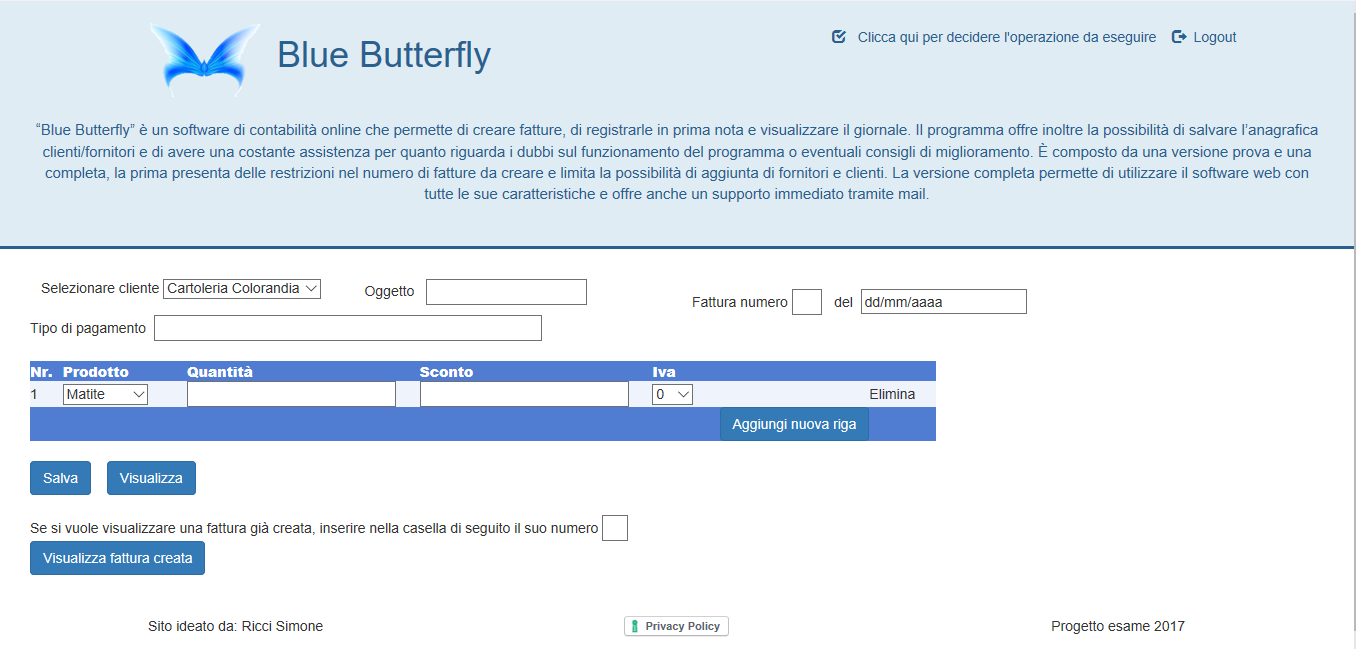 Blue Butterfly
Clicca qui per decidere l'operazione da eseguire
Logout
“Blue Butterfly” è un software di contabilità online che permette di creare fatture, di registrarle in prima nota e visualizzare il giornale. Il programma offre inoltre la possibilità di salvare l’anagrafica
clienti/fornitori e di avere una costante assistenza per quanto riguarda i dubbi sul funzionamento del programma o eventuali consigli di miglioramento. È composto da una versione prova e una
completa, la prima presenta delle restrizioni nel numero di fatture da creare e limita la possibilità di aggiunta di fornitori e clienti. La versione completa permette di utilizzare il software web con
tutte le sue caratteristiche e offre anche un supporto immediato tramite mail.
Selezionare cliente Cartoleria Colorandia Oggetto
Fattura numero del dd/mm/aaaa
Tipo di pagamento
Nr. Prodotto Quantità Sconto Iva
1 Matite 0 Elimina
Aggiungi nuova riga
Salva Visualizza
Se si vuole visualizzare una fattura già creata, inserire nella casella di seguito il suo numero
Visualizza fattura creata
Sito ideato da: Ricci Simone Privacy Policy Progetto esame 2017